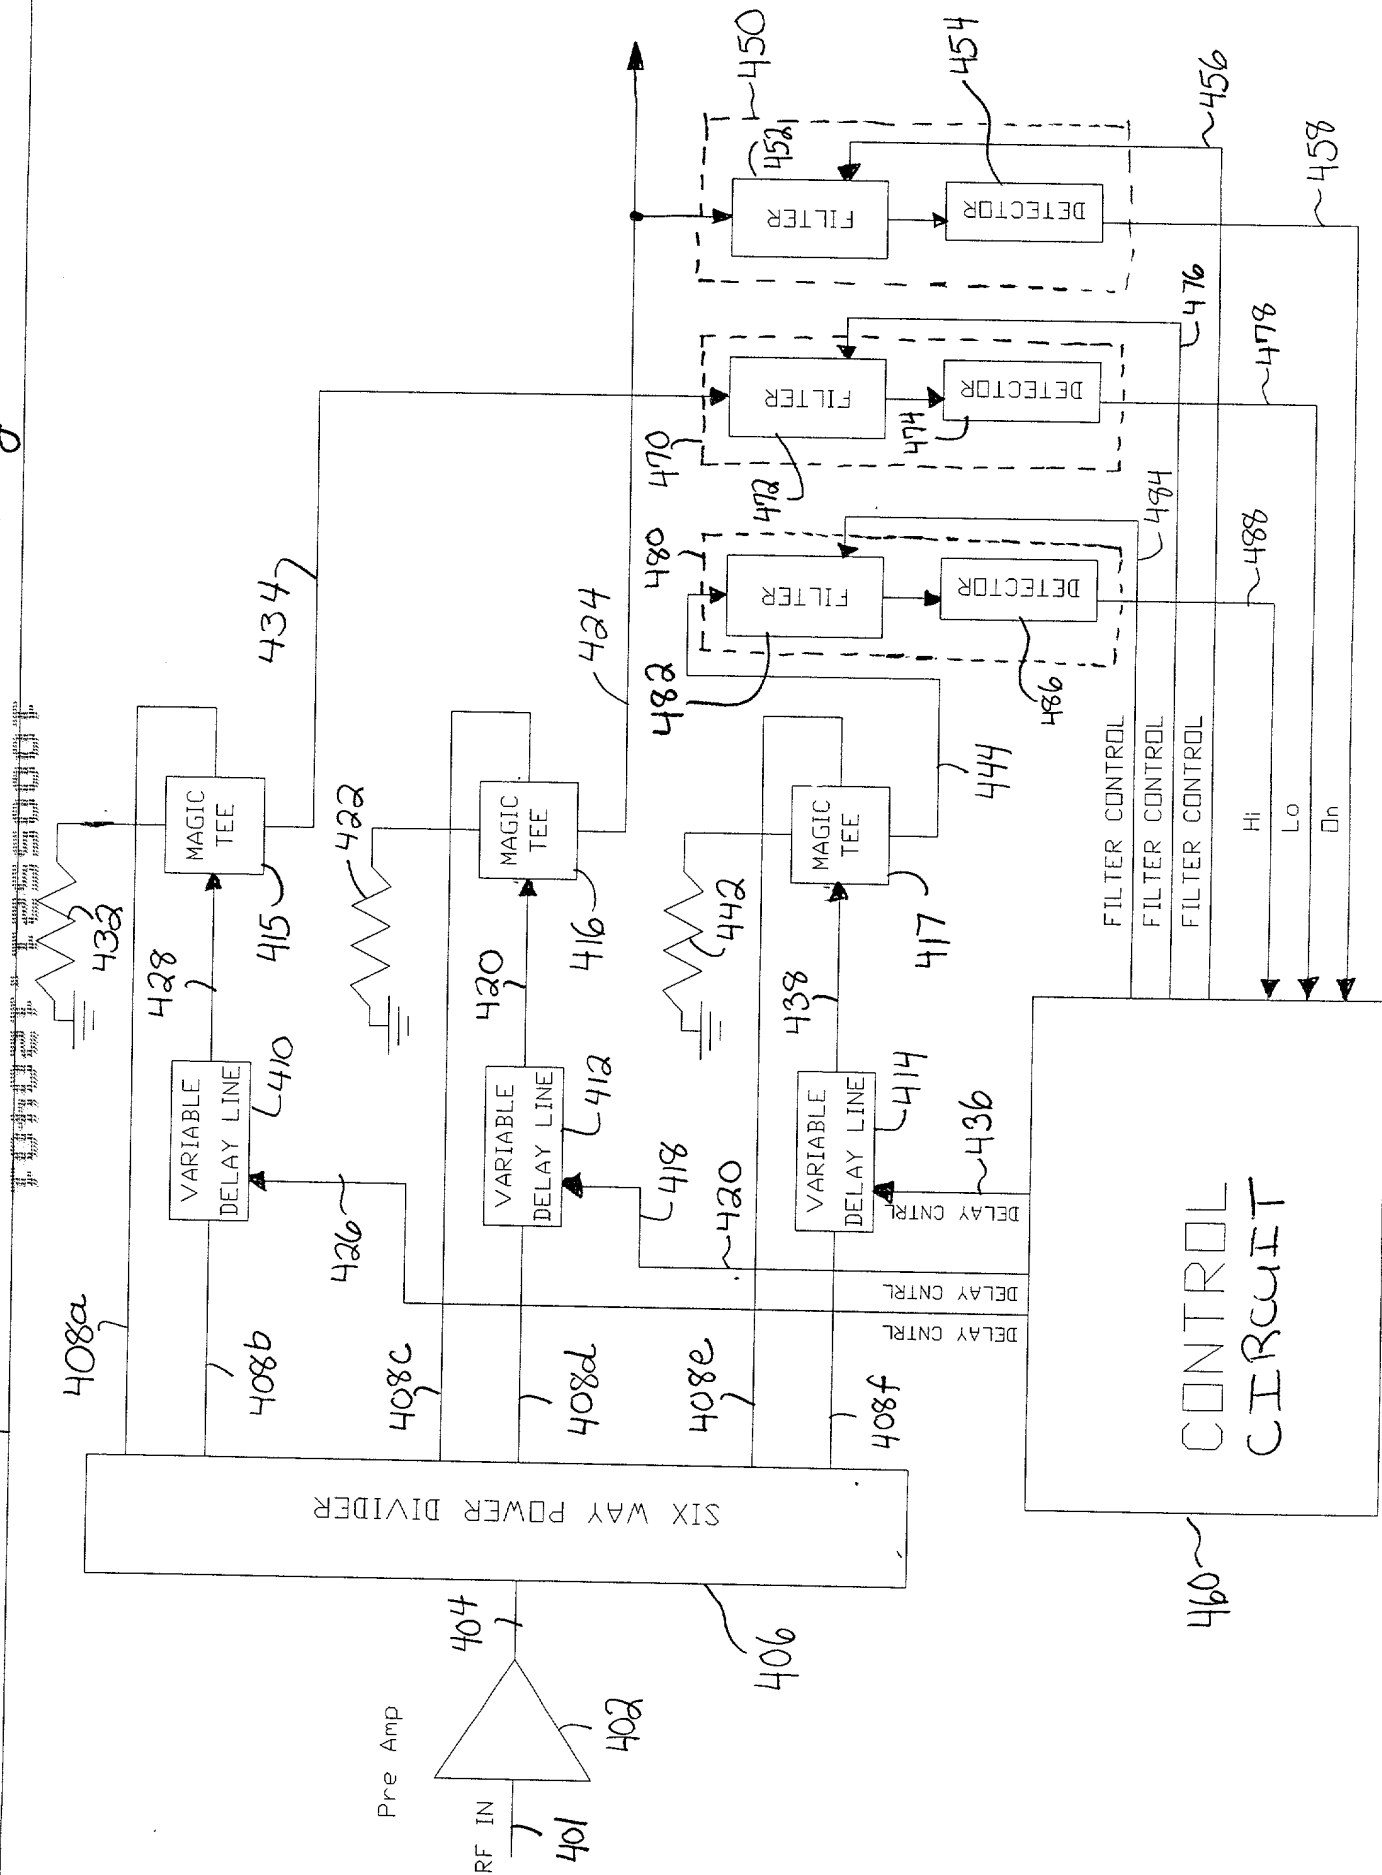 408a
432
428
MAGIC
TEE
415
434
VARIABLE
DELAY LINE
410
408b
426
422
408c
420
MAGIC
TEE
416
424
VARIABLE
DELAY LINE
412
408d
418
420
442
408e
438
MAGIC
TEE
417
444
VARIABLE
DELAY LINE
414
408f
436
Pre Amp
RF IN
401
402
404
406
SIX WAY POWER DIVIDER
450
452
FILTER
454
DETECTOR
456
458
470
472
FILTER
474
DETECTOR
476
478
480
482
FILTER
486
DETECTOR
484
488
FILTER CONTROL
FILTER CONTROL
FILTER CONTROL
Hi
Lo
On
DELAY CNTRL
DELAY CNTRL
DELAY CNTRL
CONTROL
CIRCUIT
460